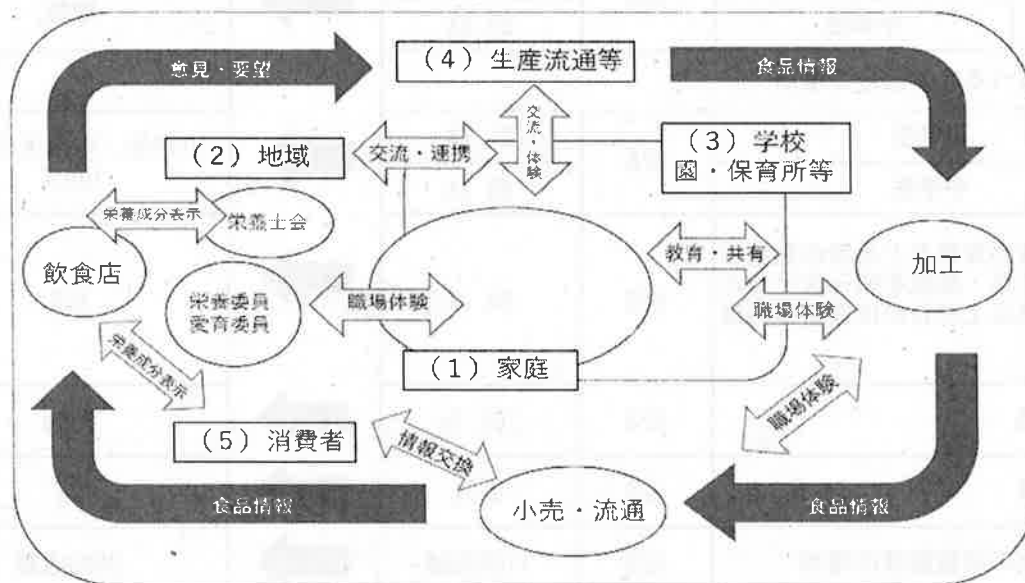 意見・要望
(4) 生産流通等
食品情報
交流・体験
(2) 地域
交流・連携
(3) 学校
園・保育所等
栄養成分表示
栄養士会
飲食店
栄養委員
愛育委員
職場体験
教育・共有
職場体験
加工
(1) 家庭
栄養成分表示
職場体験
(5) 消費者
情報交換
食品情報
小売・流通
食品情報